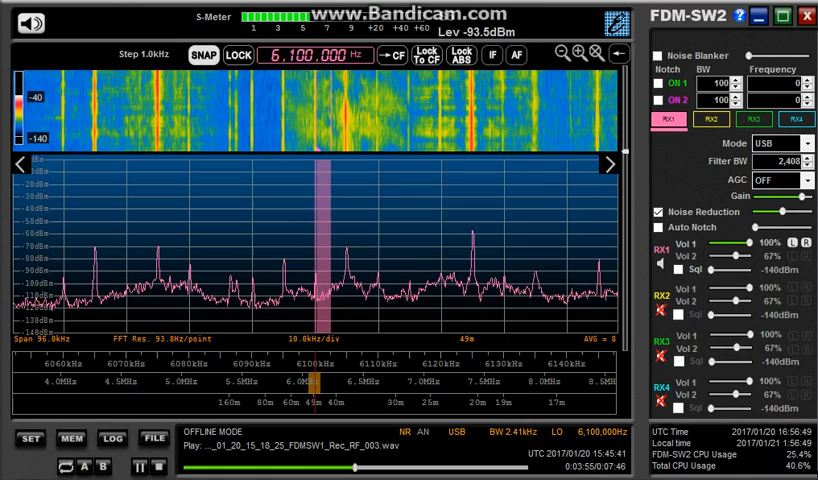 www.Bandicam.com
S-Meter
1 3 5 7 9 +10 +20 +40
+20 +40 +60
Lev -93.5dBm
FDM-SW2
Step 1.0kHz SNAP LOCK 6,100.000 Hz →CF Lock To CF Lock ABS IF AF
-40
-140
-20dBm
-30dBm
-40dBm
-50dBm
-60dBm
-70dBm
-80dBm
-90dBm
-100dBm
-110dBm
-120dBm
-130dBm
-140dBm
Span 96.0kHz FFT Res. 93.8Hz/point 10.0kHz/div 49m AVG = 8
6060kHz 6070kHz 6080kHz 6090kHz 6100kHz 6110kHz 6120kHz 6130kHz 6140kHz
4.0MHz 4.5MHz 5.0MHz 5.5MHz 6.0MHz 6.5MHz 7.0MHz 7.5MHz 8.0MHz 8.5MHz
160m 80m 60m 49m 40m 30m 25m 20m 19m 17m
SET MEM LOG FILE
A B
OFFLINE MODE NR AN USB BW 2.41kHz LO 6,100,000Hz
Play: ..._01_20_15_18_25_FDMSW1_Rec_RF_003.wav
UTC 2017/01/20 15:45:41
0:03:55/0:07:46
Noise Blanker
Notch BW Frequency
ON 1 100 0
ON 2 100 0
RX1 RX2 RX3 RX4
Mode USB
Filter BW 2,408
AGC OFF
Gain
Noise Reduction
Auto Notch
RX1 Vol 1 100% L R
Vol 2 67% L R
Sql -140dBm
RX2 Vol 1 100% L R
Vol 2 67% L R
Sql -140dBm
RX3 Vol 1 100% L R
Vol 2 67% L R
Sql -140dBm
RX4 Vol 1 100% L R
Vol 2 67% L R
Sql -140dBm
UTC Time 2017/01/20 16:56:49
Local time 2017/01/21 1:56:49
FDM-SW2 CPU Usage 25.4%
Total CPU Usage 40.6%